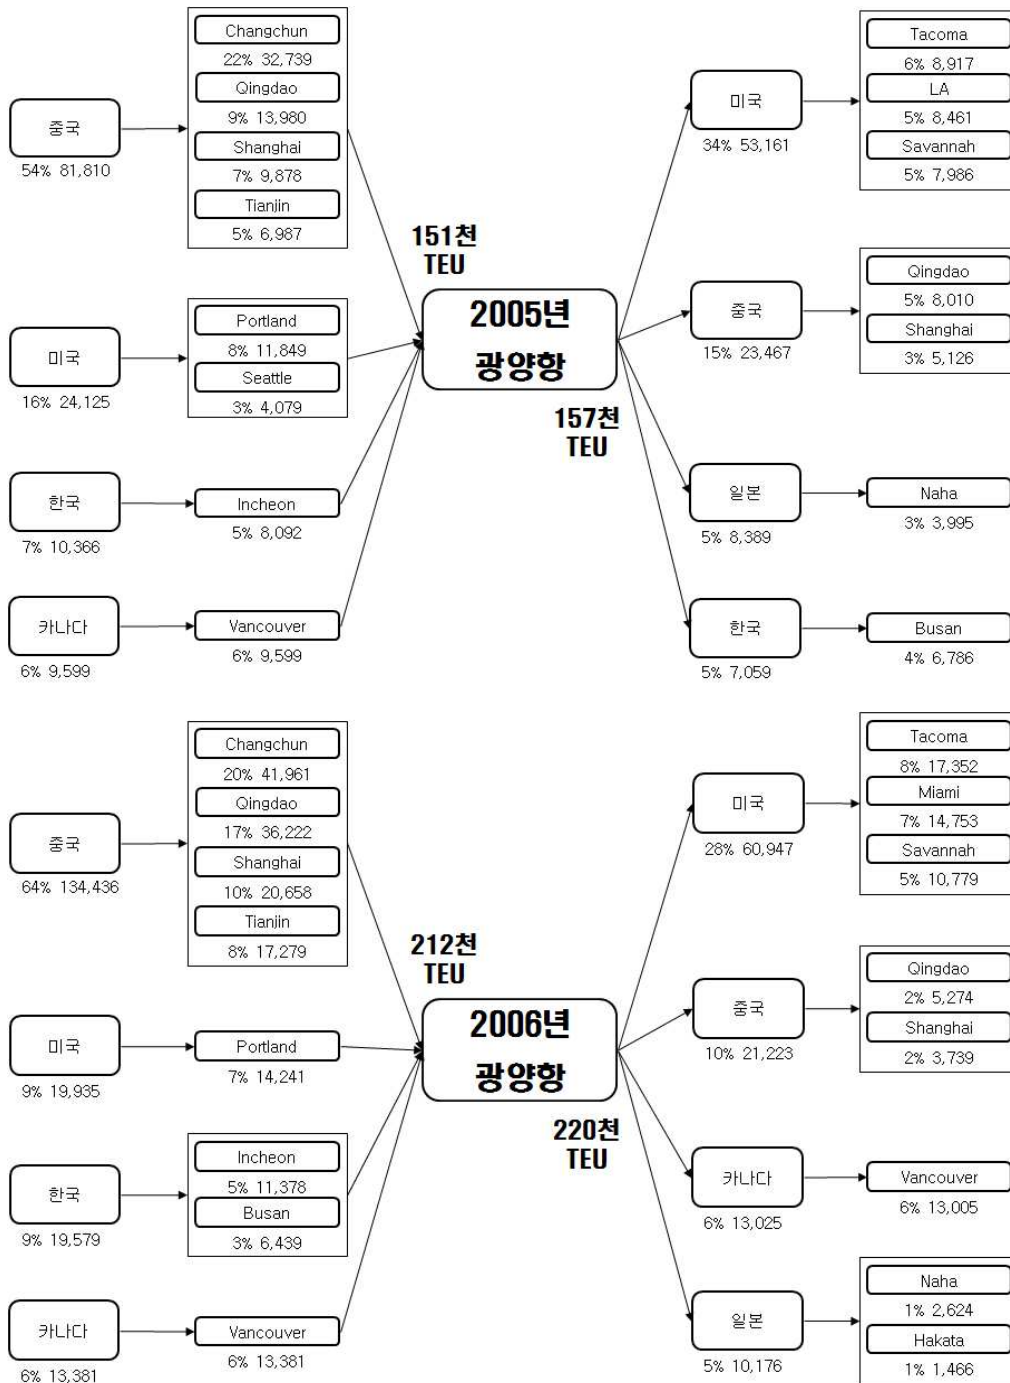 중국
54% 81,810
Changchun
22% 32,739
Qingdao
9% 13,980
Shanghai
7% 9,878
Tianjin
5% 6,987
미국
16% 24,125
Portland
8% 11,849
Seattle
3% 4,079
한국
7% 10,366
Incheon
5% 8,092
카나다
6% 9,599
Vancouver
6% 9,599
151천
TEU
2005년
광양항
157천
TEU
미국
34% 53,161
Tacoma
6% 8,917
LA
5% 8,461
Savannah
5% 7,986
중국
15% 23,467
Qingdao
5% 8,010
Shanghai
3% 5,126
일본
5% 8,389
Naha
3% 3,995
한국
5% 7,059
Busan
4% 6,786
중국
64% 134,436
Changchun
20% 41,961
Qingdao
17% 36,222
Shanghai
10% 20,658
Tianjin
8% 17,279
미국
9% 19,935
Portland
7% 14,241
한국
9% 19,579
Incheon
5% 11,378
Busan
3% 6,439
카나다
6% 13,381
Vancouver
6% 13,381
212천
TEU
2006년
광양항
220천
TEU
미국
28% 60,947
Tacoma
8% 17,352
Miami
7% 14,753
Savannah
5% 10,779
중국
10% 21,223
Qingdao
2% 5,274
Shanghai
2% 3,739
카나다
6% 13,025
Vancouver
6% 13,005
일본
5% 10,176
Naha
1% 2,624
Hakata
1% 1,466